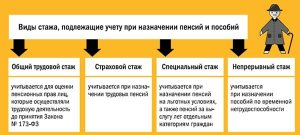 Виды стажа, подлежащие учету при назначении пенсий и пособий
Общий трудовой стаж
учитывается для оценки
пенсионных прав лиц,
которые осуществляли
трудовую деятельность
до принятия Закона
№ 173-ФЗ
Страховой стаж
учитывается при назна-
чении трудовых пенсий
Специальный стаж
учитывается
при назначении пенсий
на льготных условиях,
а также пенсий за выс-
лугу лет отдельным
категориям граждан
Непрерывный стаж
учитывается
при назначении
пособий по временной
нетрудоспособности